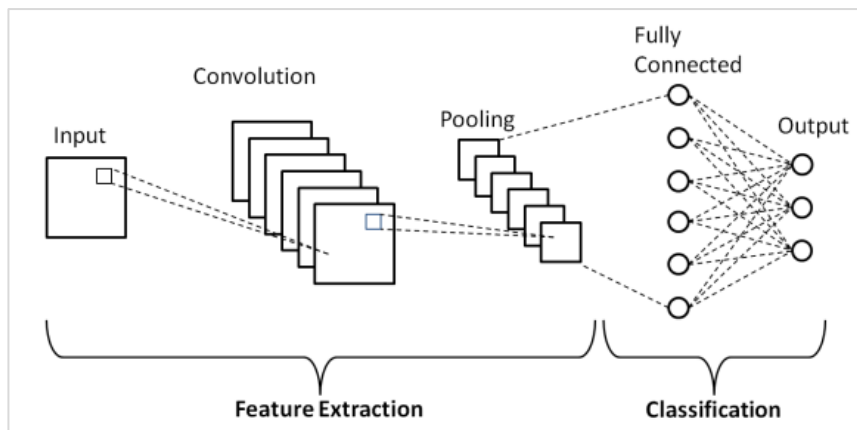 Input
Convolution
Pooling
Fully
Connected
Output
Feature Extraction
Classification